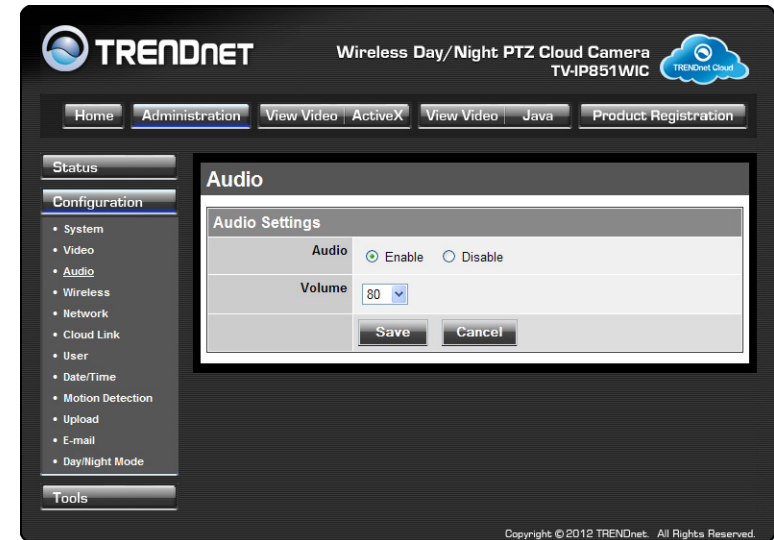 TRENDNET
Wireless Day/Night PTZ Cloud Camera
TV-IP851WIC
TRENDnet Cloud
Home Administration View Video ActiveX View Video Java Product Registration
Status
Configuration
• System
• Video
• Audio
• Wireless
• Network
• Cloud Link
• User
• Date/Time
• Motion Detection
• Upload
• E-mail
• Day/Night Mode
Tools
Audio
Audio Settings
Audio Enable Disable
Volume 80
Save Cancel
Copyright © 2012 TRENDnet. All Rights Reserved.